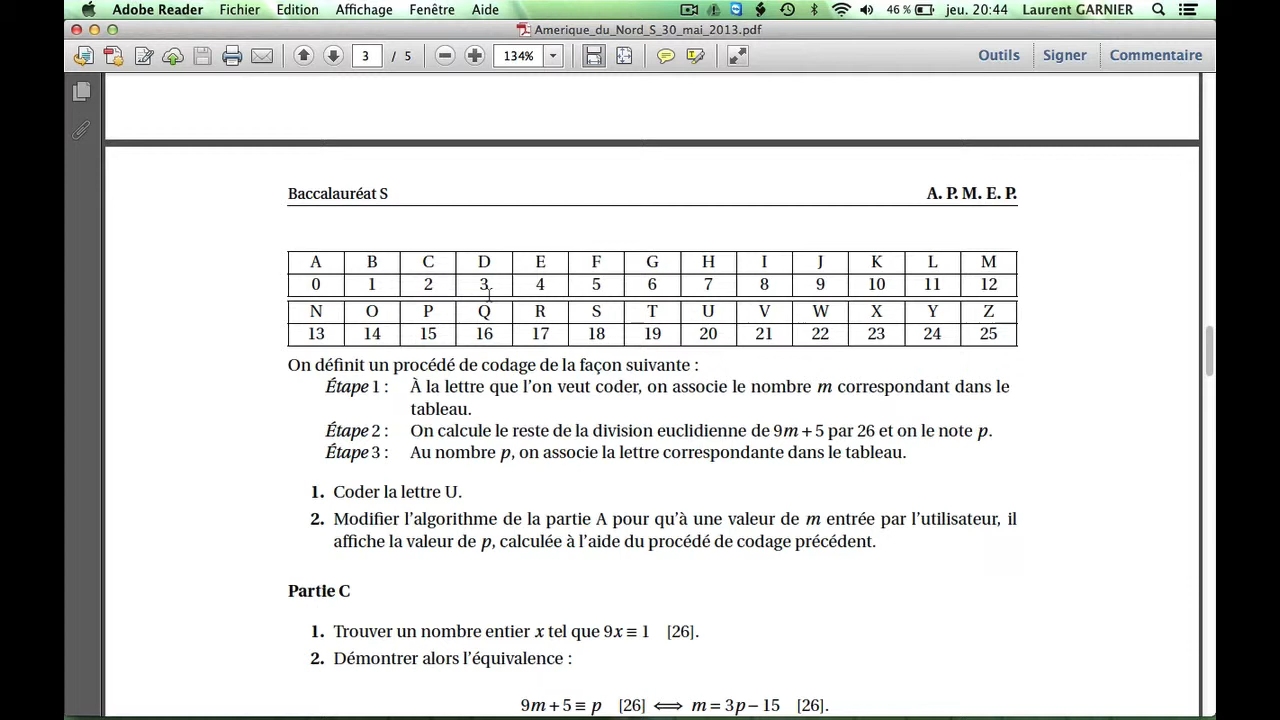 Adobe Reader Fichier Edition Affichage Fenêtre Aide 46 % jeu. 20:44 Laurent GARNIER
Amerique_du_Nord_S_30_mai_2013.pdf
3 / 5 134% Outils Signer Commentaire
Baccalauréat S A. P. M. E. P.
A B C D E F G H I J K L M
0 1 2 3 4 5 6 7 8 9 10 11 12
N O P Q R S T U V W X Y Z
13 14 15 16 17 18 19 20 21 22 23 24 25
On définit un procédé de codage de la façon suivante :
Étape 1 : À la lettre que l'on veut coder, on associe le nombre m correspondant dans le
tableau.
Étape 2 : On calcule le reste de la division euclidienne de 9m + 5 par 26 et on le note p.
Étape 3 : Au nombre p, on associe la lettre correspondante dans le tableau.
1. Coder la lettre U.
2. Modifier l'algorithme de la partie A pour qu'à une valeur de m entrée par l'utilisateur, il
affiche la valeur de p, calculée à l'aide du procédé de codage précédent.
Partie C
1. Trouver un nombre entier x tel que 9x ≡ 1 [26].
2. Démontrer alors l'équivalence :
9m + 5 ≡ p [26] ⟺ m ≡ 3p − 15 [26].